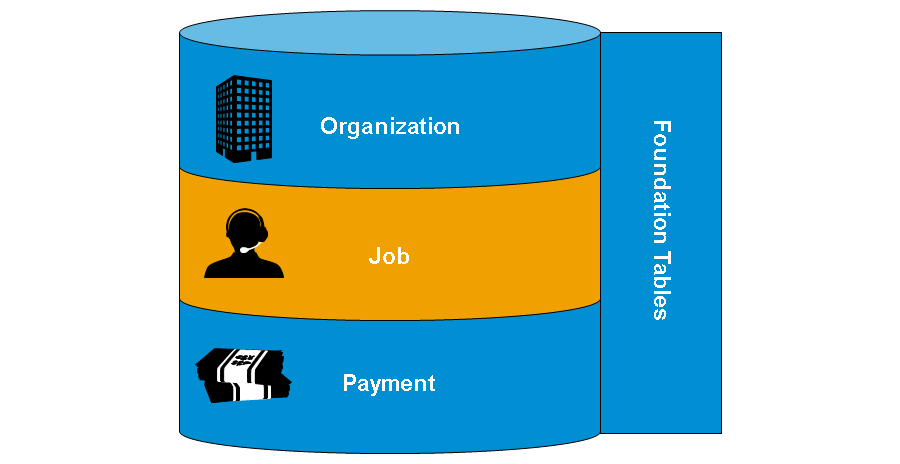 Organization
Job
Payment
Foundation Tables